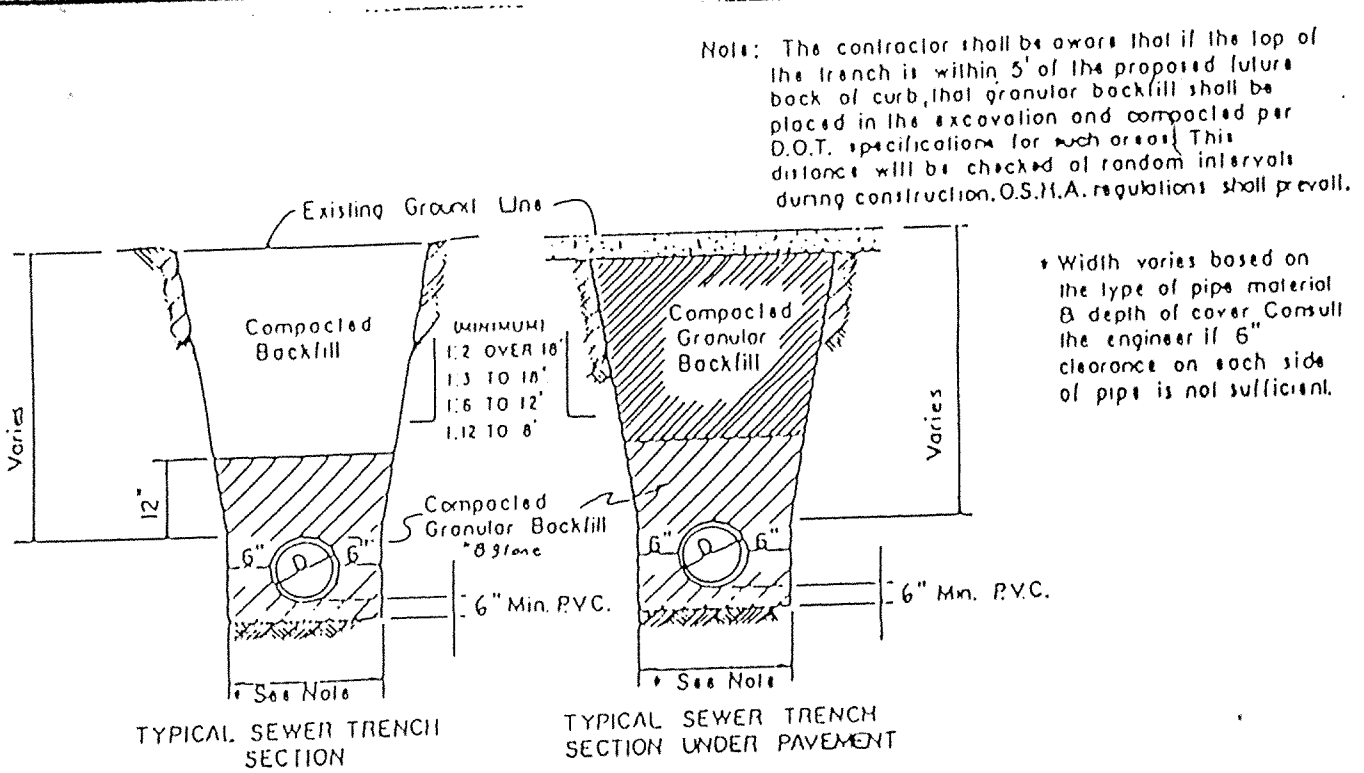 Note: The contractor shall be aware that if the top of
the trench is within 5' of the proposed future
back of curb, that granular backfill shall be
placed in the excavation and compacted per
D.O.T. specifications for such areas. This
distance will be checked at random intervals
during construction. O.S.H.A. regulations shall prevail.
Existing Ground Line
* Width varies based on
the type of pipe material
& depth of cover Consult
the engineer if 6"
clearance on each side
of pipe is not sufficient.
Compacted
Backfill
(MINIMUM)
1:2 OVER 18'
1:3 TO 18'
1:6 TO 12'
1:12 TO 8'
Compacted
Granular
Backfill
Varies
Varies
12"
Compacted
Granular Backfill
#8 stone
6" D 6"
6" D 6"
6" Min. P.V.C.
6" Min. P.V.C.
* See Note
* See Note
TYPICAL SEWER TRENCH
SECTION
TYPICAL SEWER TRENCH
SECTION UNDER PAVEMENT